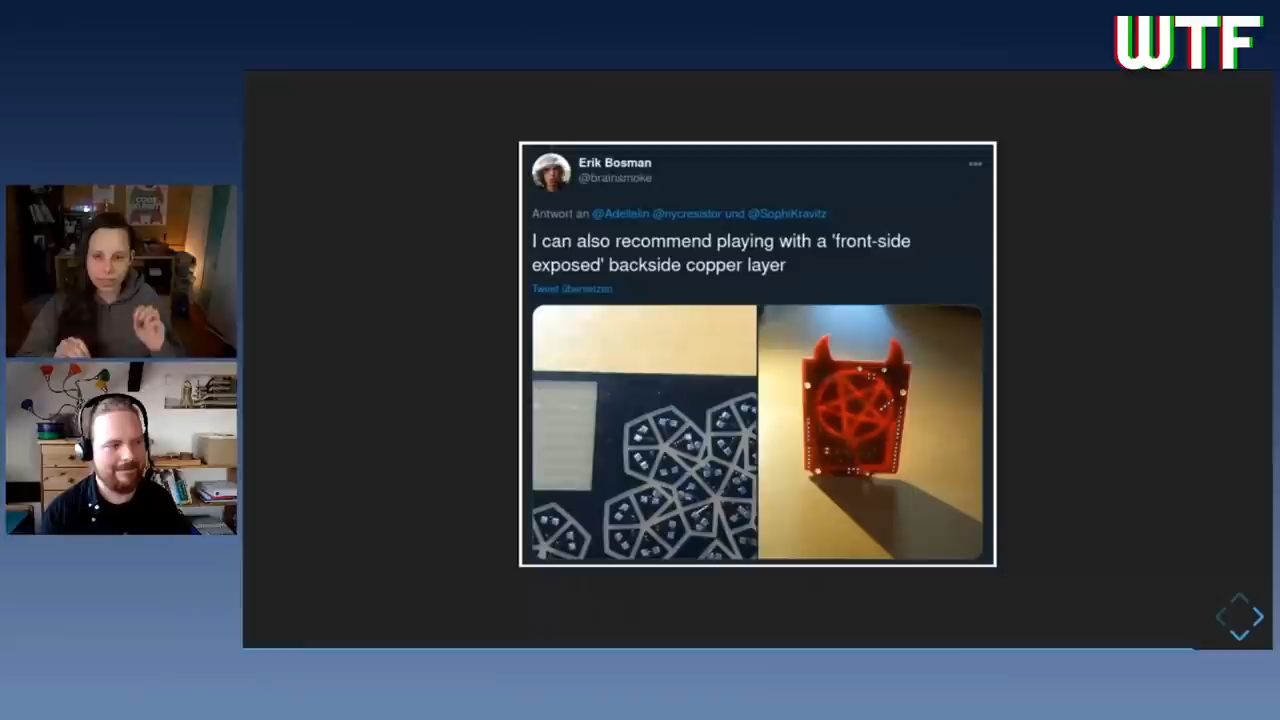 WTF
Erik Bosman
@brainsmoke
Antwort an @Adellelin @nycresistor und @SophiKravitz
I can also recommend playing with a 'front-side
exposed' backside copper layer
Tweet übersetzen